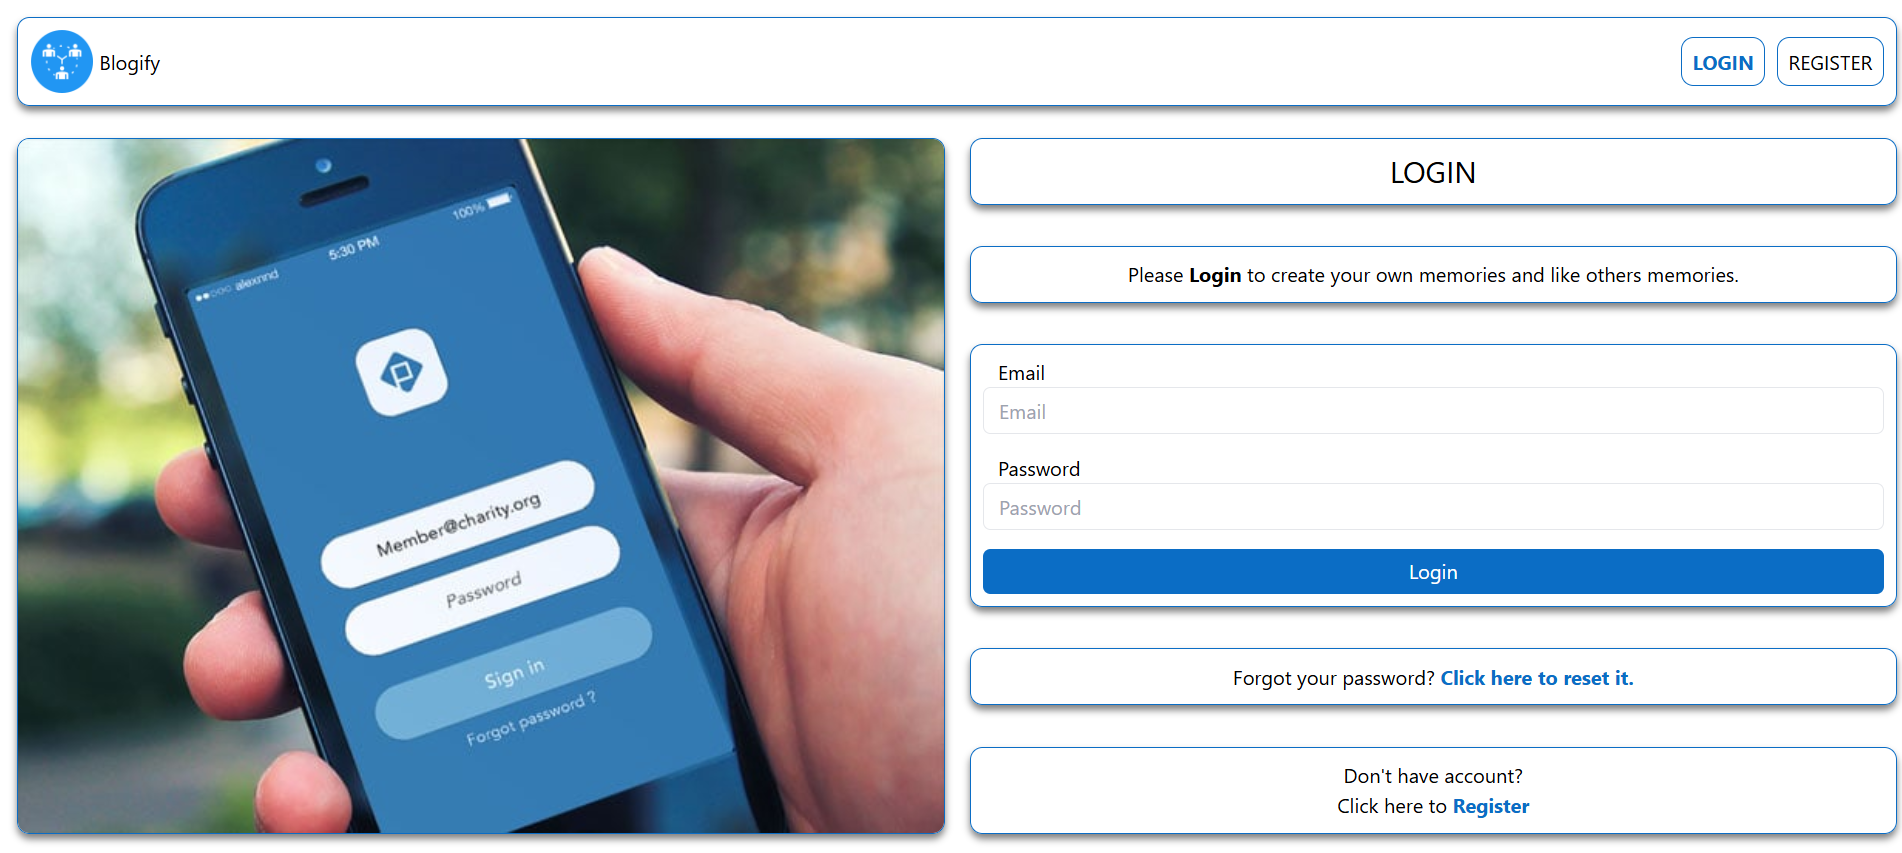 Blogify
LOGIN
REGISTER
100%
5:30 PM
alexnnd
Member@charity.org
Password
Sign in
Forgot password ?
LOGIN
Please Login to create your own memories and like others memories.
Email
Email
Password
Password
Login
Forgot your password? Click here to reset it.
Don't have account?
Click here to Register